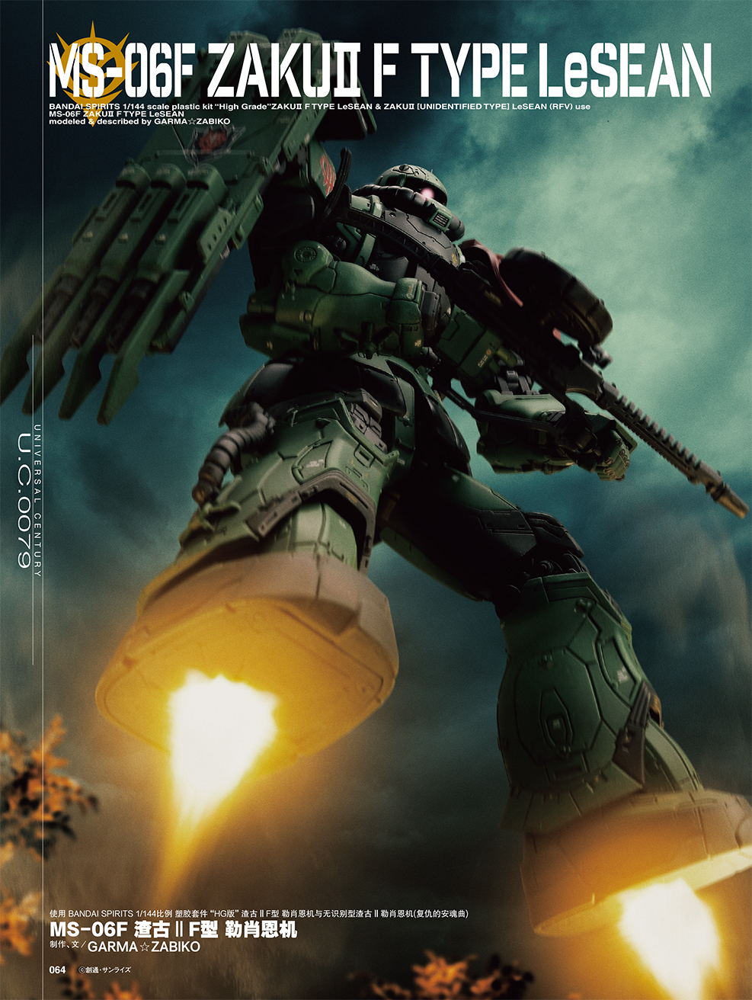 MS-06F ZAKUⅡ F TYPE LeSEAN
BANDAI SPIRITS 1/144 scale plastic kit “High Grade”ZAKUⅡ F TYPE LeSEAN & ZAKUⅡ [UNIDENTIFIED TYPE] LeSEAN (RFV) use
MS-06F ZAKUⅡ F TYPE LeSEAN
modeled & described by GARMA☆ZABIKO
UNIVERSAL CENTURY
U.C.0079
使用 BANDAI SPIRITS 1/144比例 塑胶套件 “HG版” 渣古ⅡF型 勒肖恩机与无识别型渣古Ⅱ 勒肖恩机(复仇的安魂曲)
MS-06F 渣古ⅡF型 勒肖恩机
制作、文/GARMA☆ZABIKO
064 ©創通・サンライズ